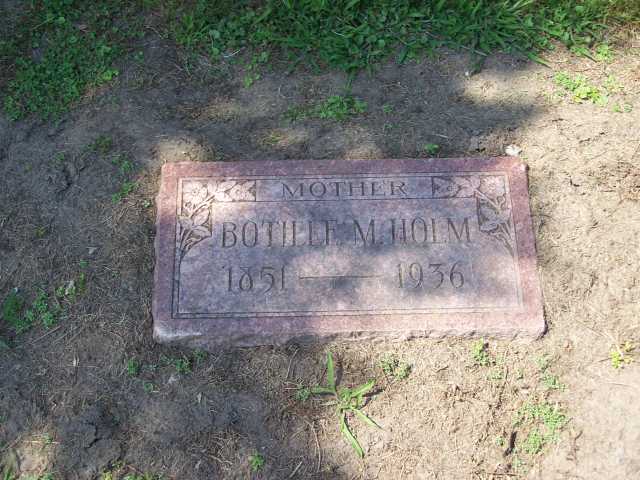 MOTHER
BOTILLE M. HOLM
1851 — 1936